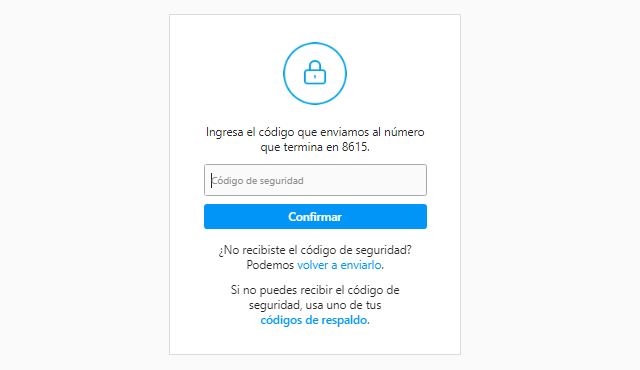 Ingresa el código que enviamos al número
que termina en 8615.
Código de seguridad
Confirmar
¿No recibiste el código de seguridad?
Podemos volver a enviarlo.
Si no puedes recibir el código de
seguridad, usa uno de tus
códigos de respaldo.